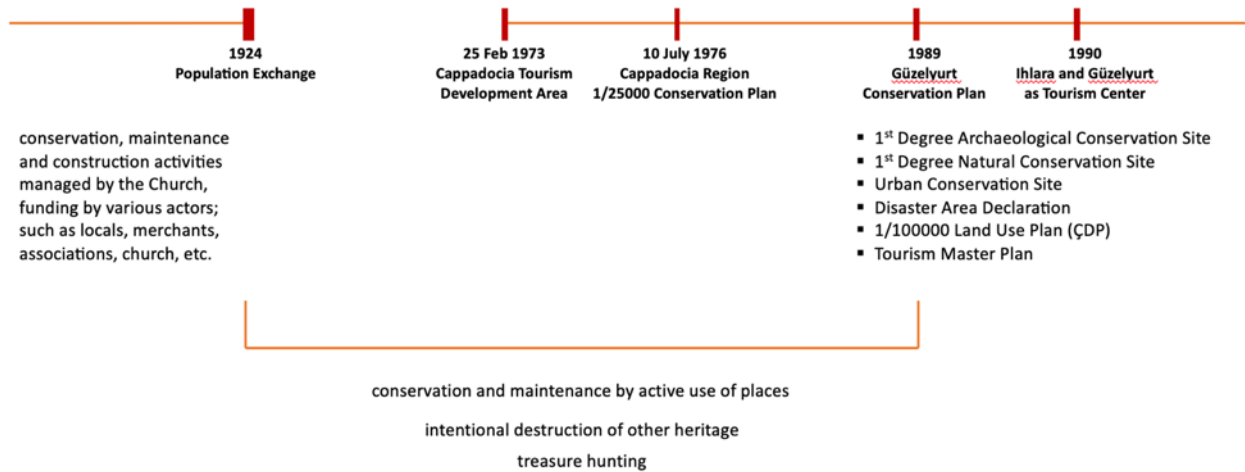 1924
Population Exchange
25 Feb 1973
Cappadocia Tourism
Development Area
10 July 1976
Cappadocia Region
1/25000 Conservation Plan
1989
Güzelyurt
Conservation Plan
1990
Ihlara and Güzelyurt
as Tourism Center
conservation, maintenance
and construction activities
managed by the Church,
funding by various actors;
such as locals, merchants,
associations, church, etc.
▪ 1st Degree Archaeological Conservation Site
▪ 1st Degree Natural Conservation Site
▪ Urban Conservation Site
▪ Disaster Area Declaration
▪ 1/100000 Land Use Plan (ÇDP)
▪ Tourism Master Plan
conservation and maintenance by active use of places
intentional destruction of other heritage
treasure hunting